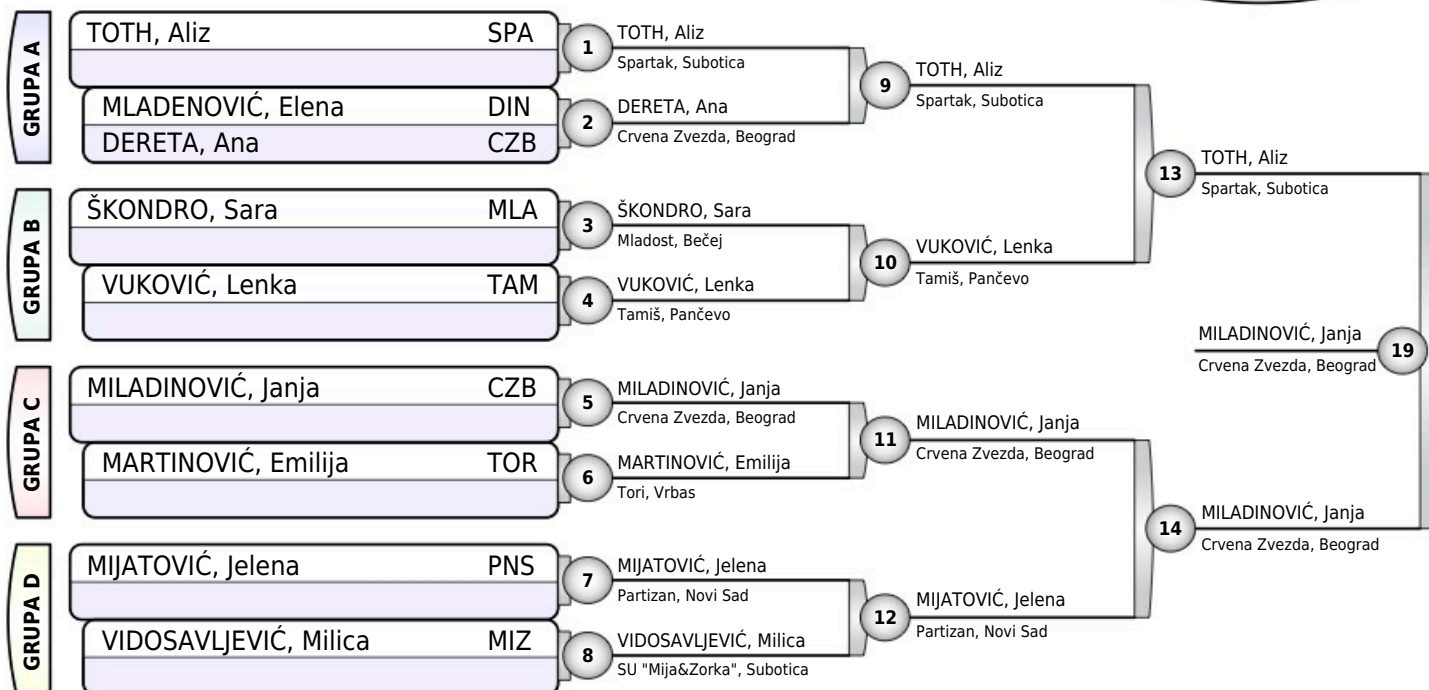 GRUPA A
TOTH, Aliz SPA
MLADENOVIĆ, Elena DIN
DERETA, Ana CZB
1
TOTH, Aliz
Spartak, Subotica
2
DERETA, Ana
Crvena Zvezda, Beograd
9
TOTH, Aliz
Spartak, Subotica
GRUPA B
ŠKONDRO, Sara MLA
VUKOVIĆ, Lenka TAM
3
ŠKONDRO, Sara
Mladost, Bečej
4
VUKOVIĆ, Lenka
Tamiš, Pančevo
10
VUKOVIĆ, Lenka
Tamiš, Pančevo
13
TOTH, Aliz
Spartak, Subotica
GRUPA C
MILADINOVIĆ, Janja CZB
MARTINOVIĆ, Emilija TOR
5
MILADINOVIĆ, Janja
Crvena Zvezda, Beograd
6
MARTINOVIĆ, Emilija
Tori, Vrbas
11
MILADINOVIĆ, Janja
Crvena Zvezda, Beograd
GRUPA D
MIJATOVIĆ, Jelena PNS
VIDOSAVLJEVIĆ, Milica MIZ
7
MIJATOVIĆ, Jelena
Partizan, Novi Sad
8
VIDOSAVLJEVIĆ, Milica
SU "Mija&Zorka", Subotica
12
MIJATOVIĆ, Jelena
Partizan, Novi Sad
14
MILADINOVIĆ, Janja
Crvena Zvezda, Beograd
MILADINOVIĆ, Janja
Crvena Zvezda, Beograd
19